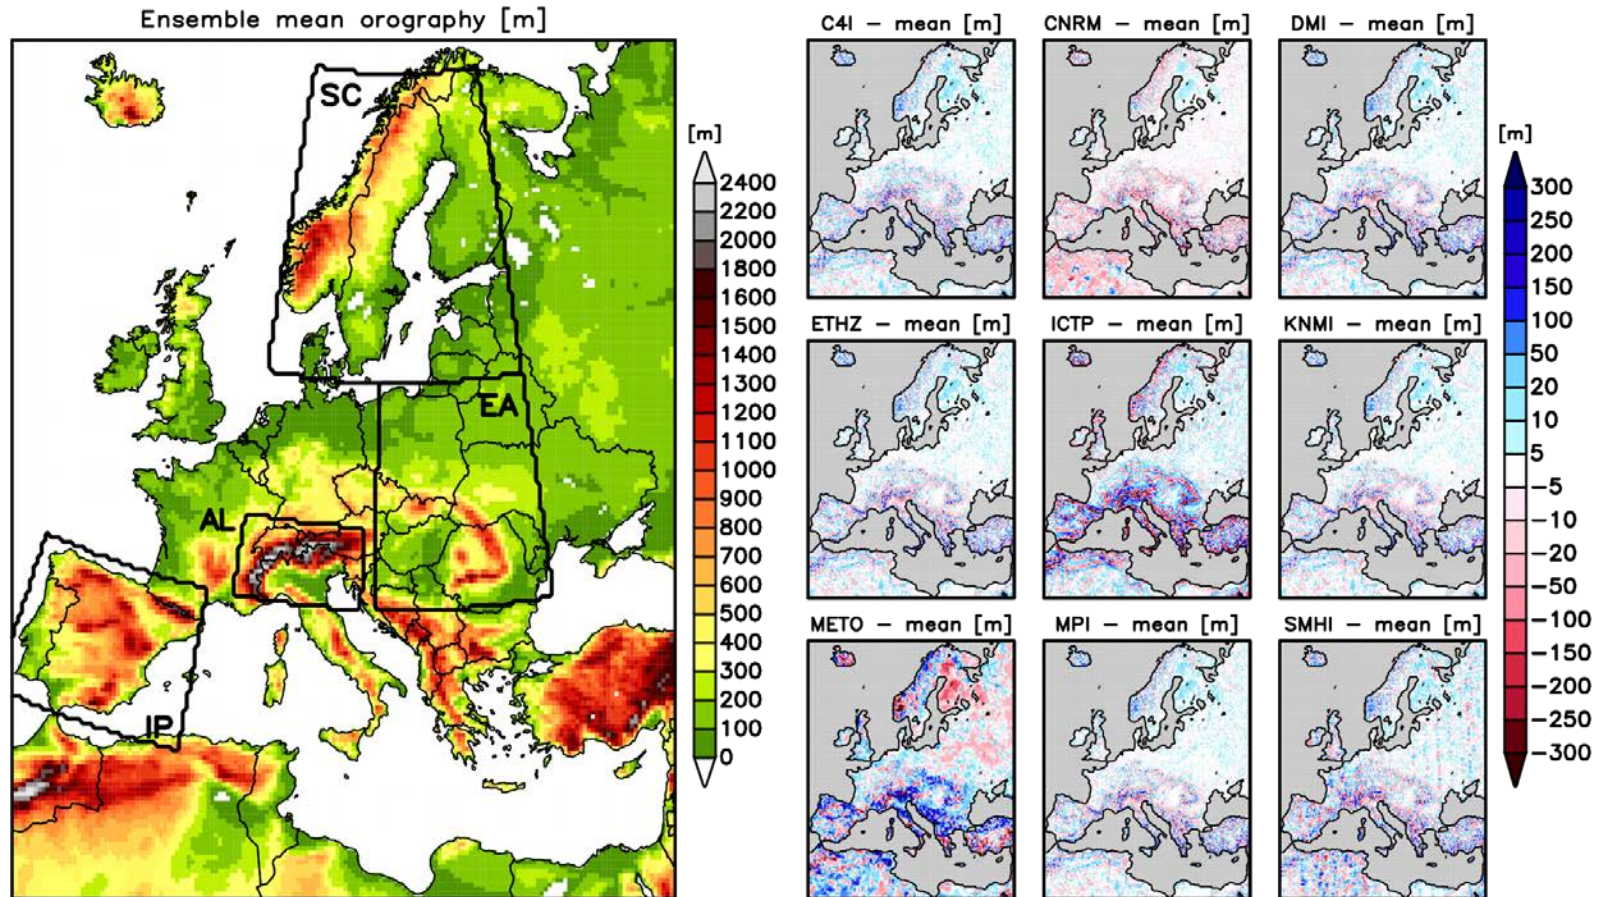 Ensemble mean orography [m]
SC
EA
AL
IP
[m]
2400
2200
2000
1800
1600
1500
1400
1300
1200
1100
1000
900
800
700
600
500
400
300
200
100
0
C4I − mean [m]
CNRM − mean [m]
DMI − mean [m]
ETHZ − mean [m]
ICTP − mean [m]
KNMI − mean [m]
METO − mean [m]
MPI − mean [m]
SMHI − mean [m]
[m]
300
250
200
150
100
50
20
10
5
−5
−10
−20
−50
−100
−150
−200
−250
−300